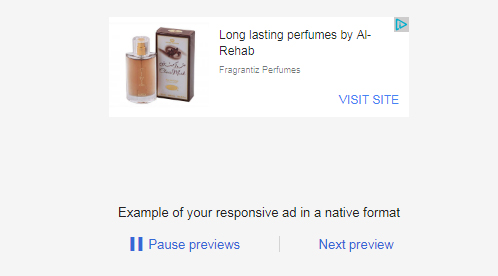 Long lasting perfumes by Al-
Rehab
Fragrantiz Perfumes
VISIT SITE
Example of your responsive ad in a native format
Pause previews
Next preview